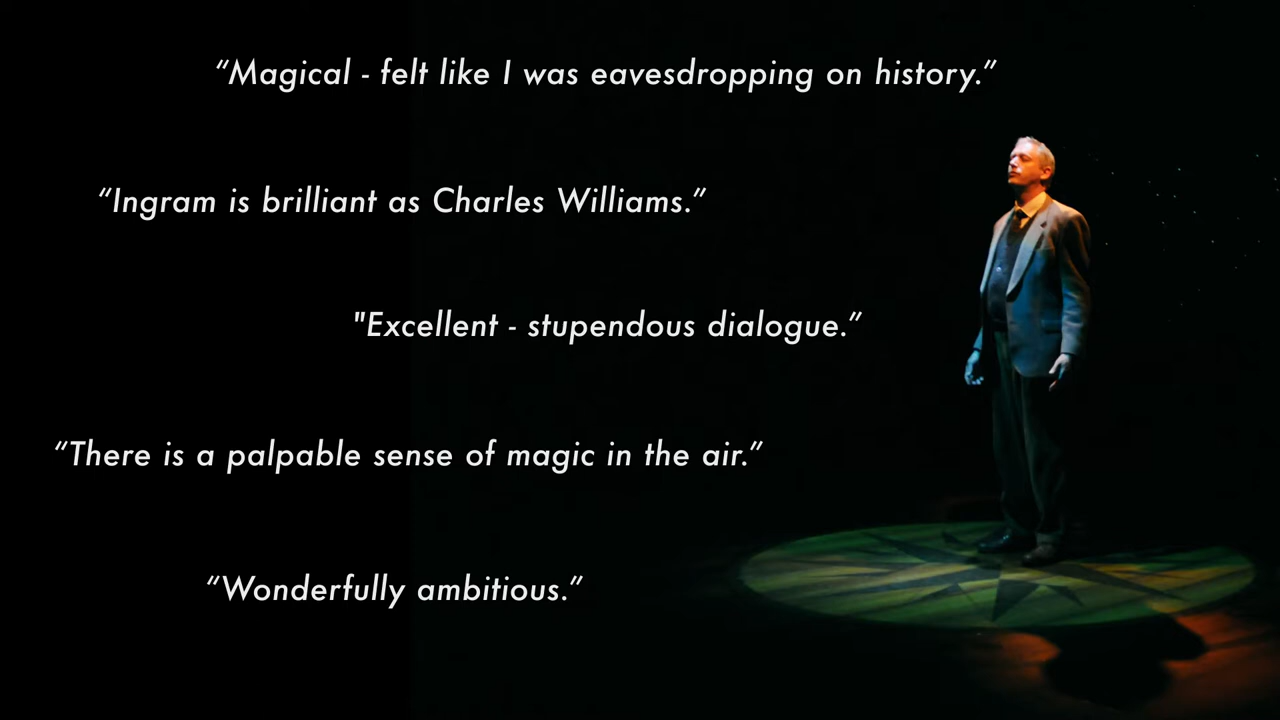 “Magical - felt like I was eavesdropping on history.”
“Ingram is brilliant as Charles Williams.”
"Excellent - stupendous dialogue.”
“There is a palpable sense of magic in the air.”
“Wonderfully ambitious.”